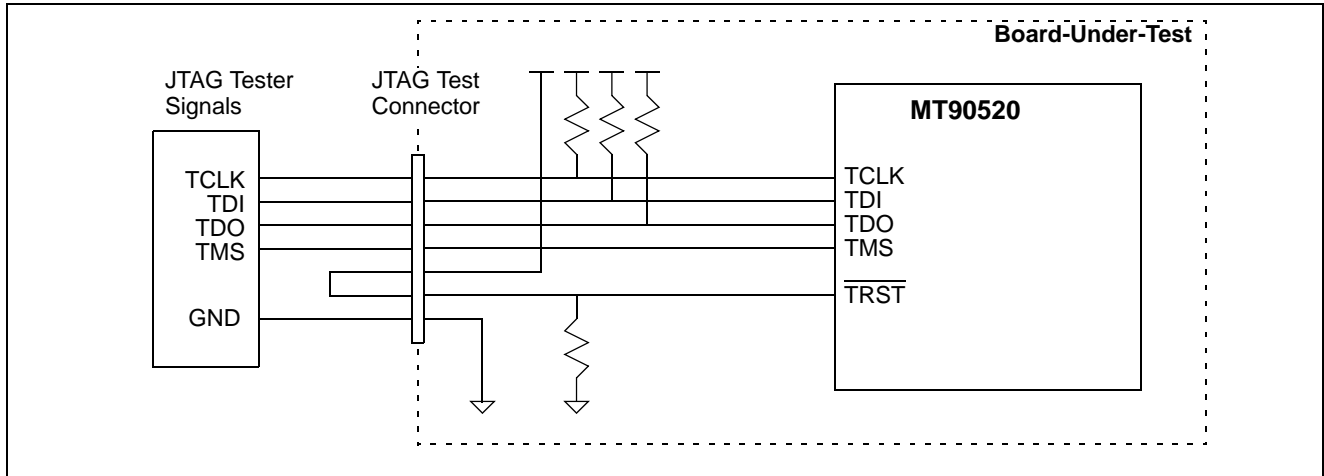 Board-Under-Test
JTAG Tester
Signals
JTAG Test
Connector
MT90520
TCLK
TDI
TDO
TMS
GND
TCLK
TDI
TDO
TMS
TRST